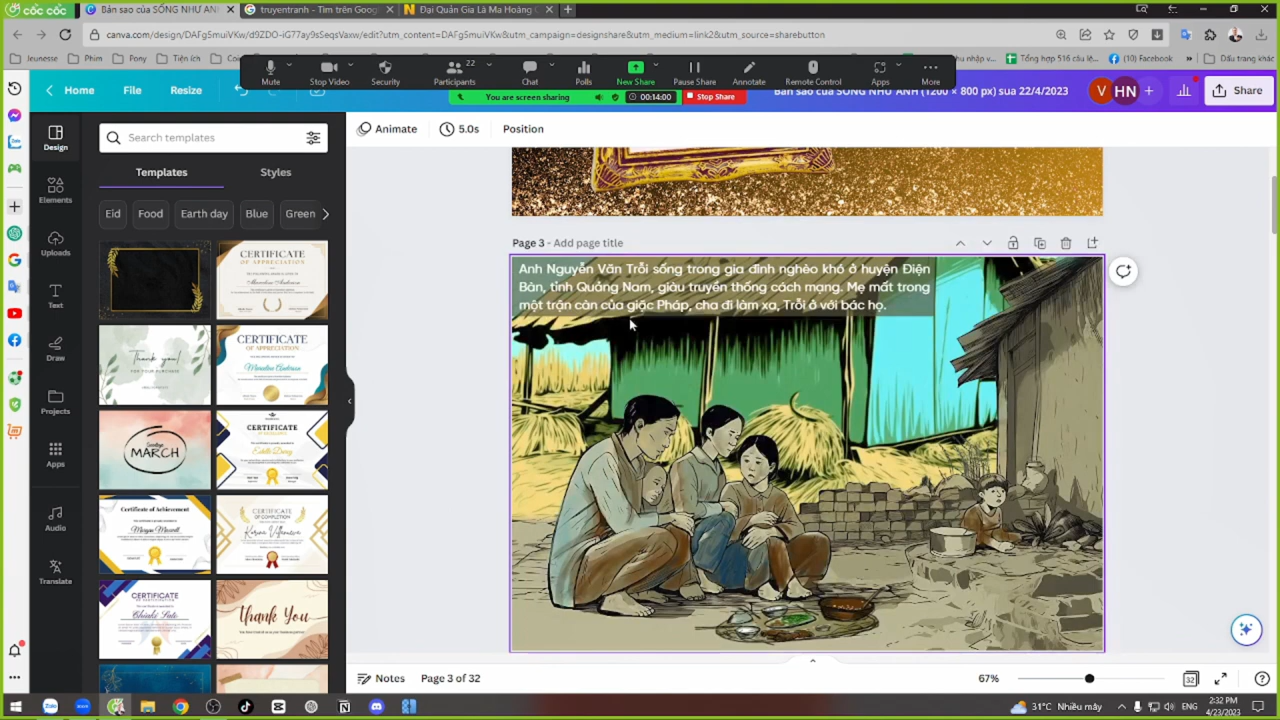 cốc cốc
Bản sao của SỐNG NHƯ ANH
truyentranh - Tìm trên Goog
Đại Quản Gia Là Ma Hoàng C
canva.com/design/DAFg5muiVKw/d9ZDO-iG77ay9sSeqsVaxw/edit?utm_content=DAFg5muiVKw&utm_campaign=designshare&utm_medium=link2&utm_source=sharebutton
Jeunesse
Phim
Pony
Tiện ích
Tổng hợp 516 câu lệ...
(10) Facebook
Dấu trang khác
Mute
Stop Video
Security
Participants
22
Chat
Polls
New Share
Pause Share
Annotate
Remote Control
Apps
More
You are screen sharing
00:14:00
Stop Share
Home
File
Resize
Bản sao của SỐNG NHƯ ANH (1200 × 800 px) sua 22/4/2023
V
HN
Share
Design
Elements
Uploads
Text
Draw
Projects
Apps
Audio
Translate
Search templates
Templates
Styles
Eid
Food
Earth day
Blue
Green
CERTIFICATE
OF APPRECIATION
Thank you!
CERTIFICATE
OF APPRECIATION
MARCH
CERTIFICATE
Certificate of Achievement
CERTIFICATE
OF COMPLETION
CERTIFICATE
Thank You
Animate
5.0s
Position
Page 3 - Add page title
Anh Nguyễn Văn Trỗi sống trong gia đình nghèo khó ở huyện Điện
Bàn, tỉnh Quảng Nam, giàu truyền thống cách mạng. Mẹ mất trong
một trận càn của giặc Pháp, cha đi làm xa, Trỗi ở với bác họ.
Notes
Page 3 of 32
67%
32
31°C Nhiều mây
ENG
2:32 PM
4/23/2023